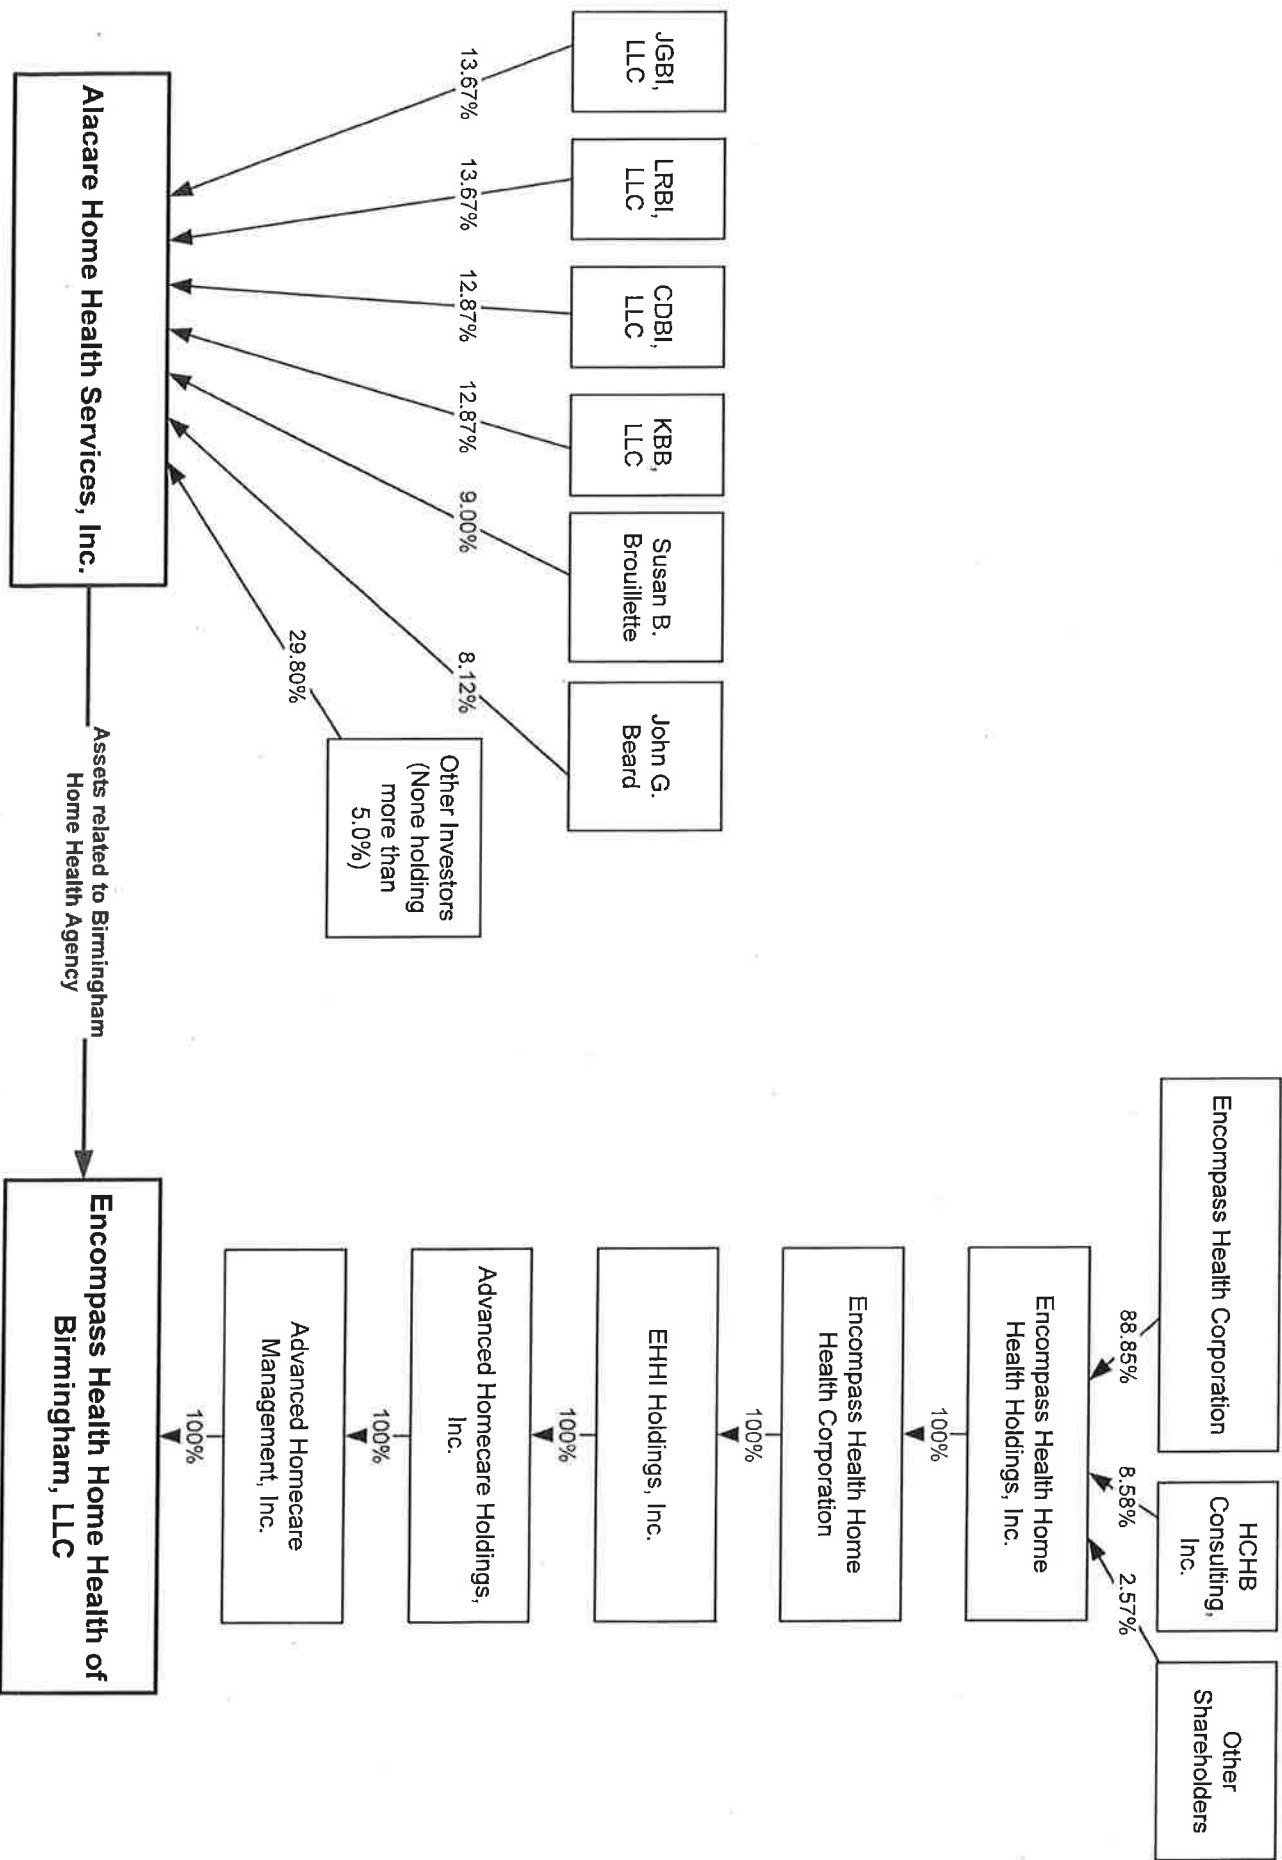 JGBI,
LLC
LRBI,
LLC
CDBI,
LLC
KBB,
LLC
Susan B.
Brouillette
John G.
Beard
13.67%
13.67%
12.87%
12.87%
9.00%
8.12%
Other Investors
(None holding
more than
5.0%)
29.80%
Alacare Home Health Services, Inc.
Assets related to Birmingham
Home Health Agency
Encompass Health Corporation
HCHB
Consulting,
Inc.
Other
Shareholders
88.85%
8.58%
2.57%
Encompass Health Home
Health Holdings, Inc.
100%
Encompass Health Home
Health Corporation
100%
EHHI Holdings, Inc.
100%
Advanced Homecare Holdings,
Inc.
100%
Advanced Homecare
Management, Inc.
100%
Encompass Health Home Health of
Birmingham, LLC